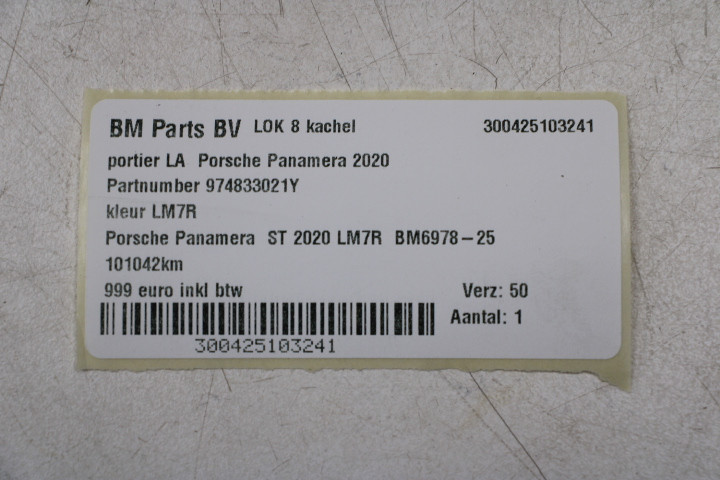 BM Parts BV LOK 8 kachel 300425103241
portier LA Porsche Panamera 2020
Partnumber 974833021Y
kleur LM7R
Porsche Panamera ST 2020 LM7R BM6978-25
101042km
999 euro inkl btw Verz: 50
Aantal: 1
300425103241